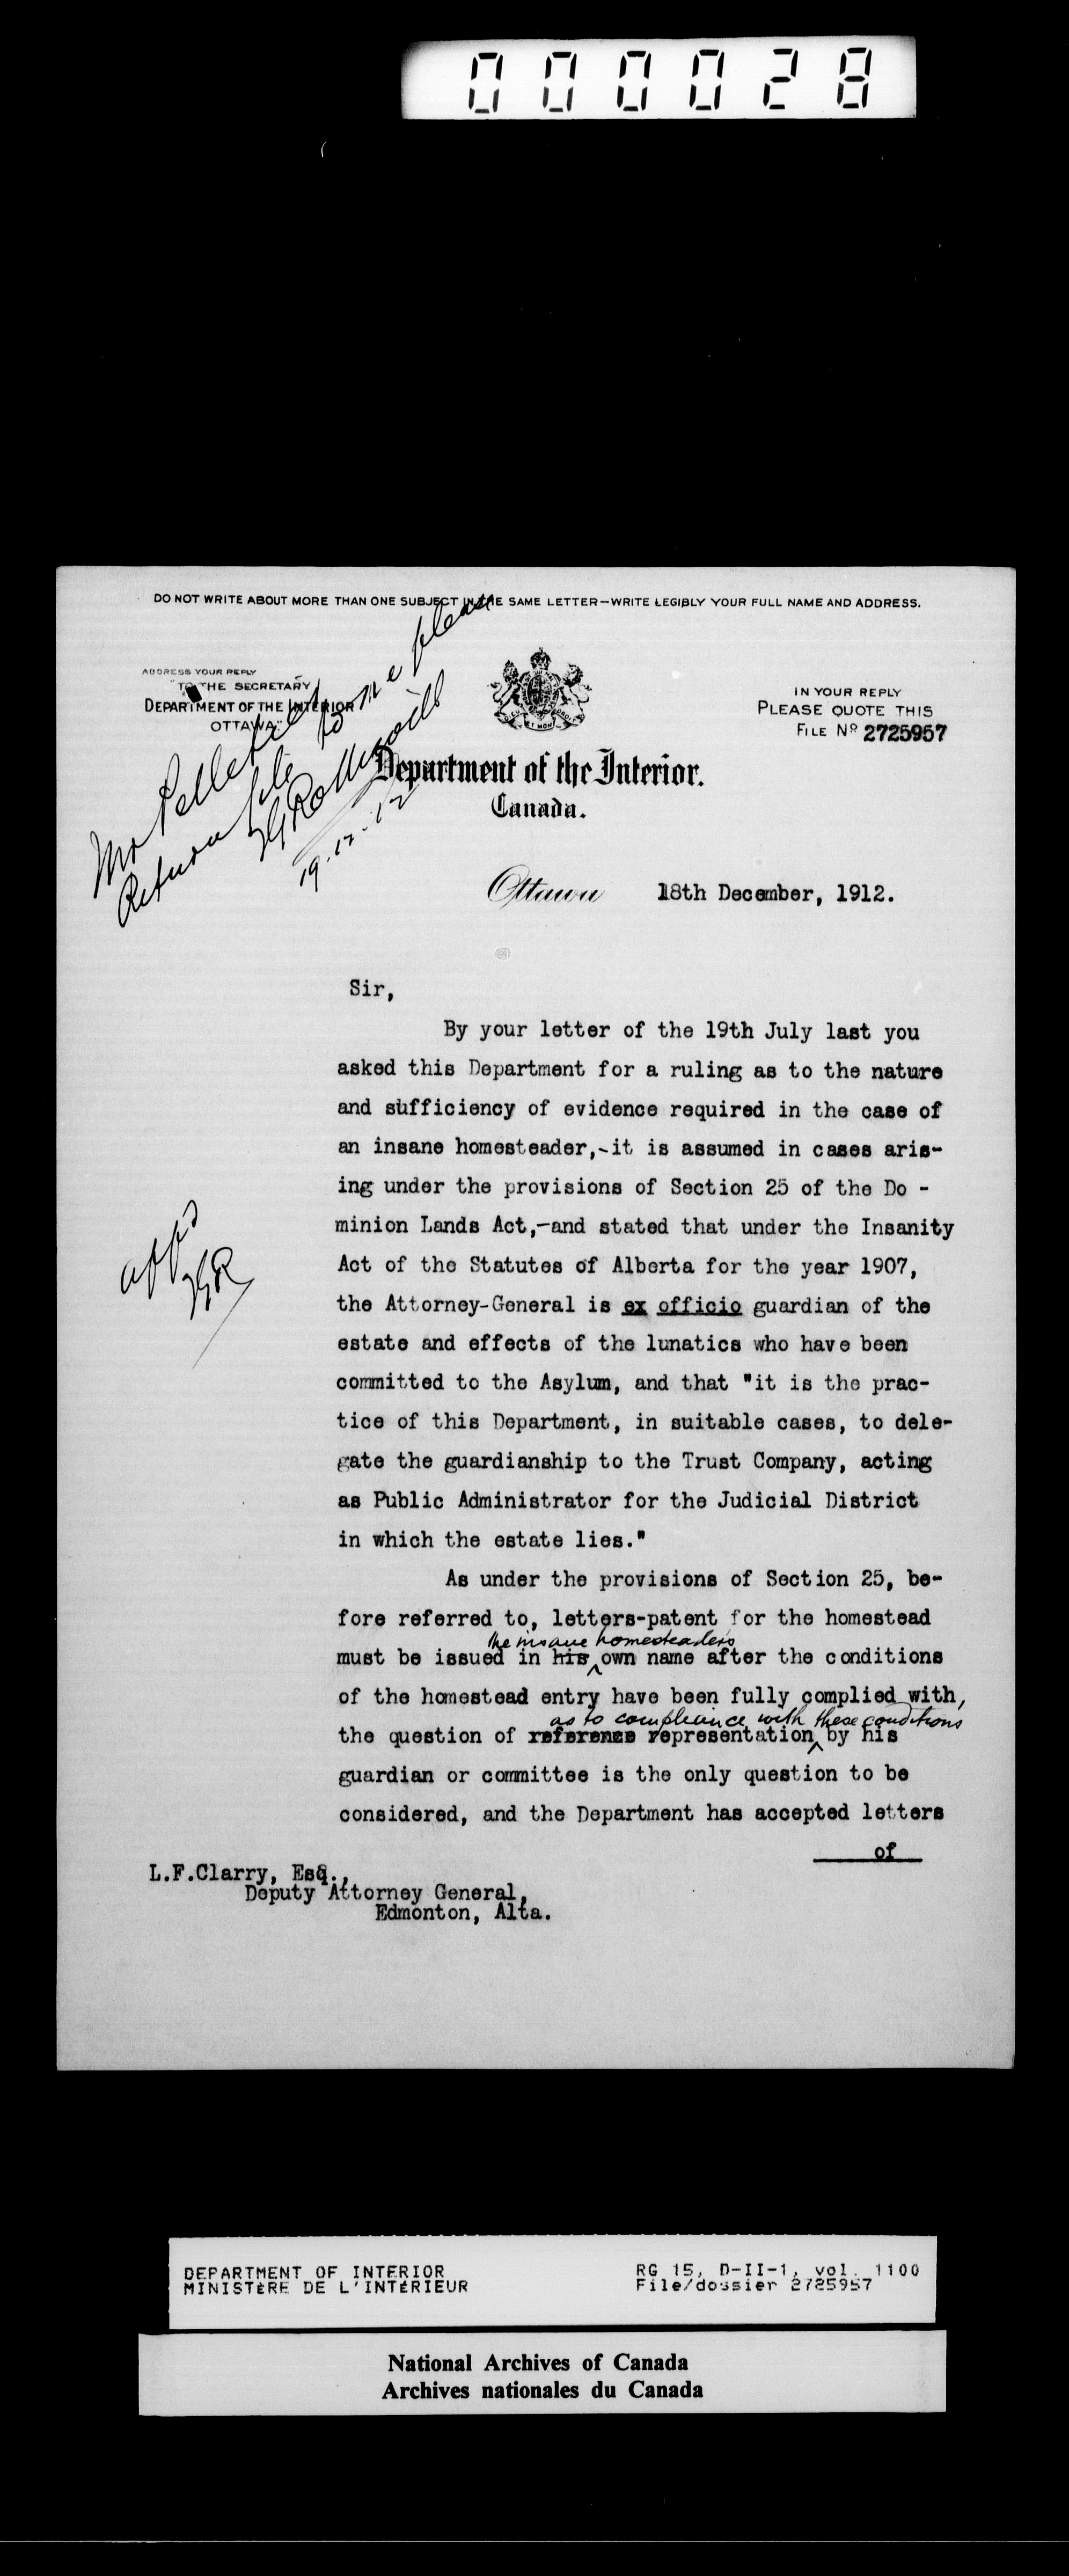 000028
DO NOT WRITE ABOUT MORE THAN ONE SUBJECT IN THE SAME LETTER—WRITE LEGIBLY YOUR FULL NAME AND ADDRESS.
ADDRESS YOUR REPLY
"TO THE SECRETARY
DEPARTMENT OF THE INTERIOR
OTTAWA"
IN YOUR REPLY
PLEASE QUOTE THIS
FILE No 2725957
Mr Pelletier
Return file to me please
19.12.12
Department of the Interior.
Canada.
Ottawa 18th December, 1912.
Sir,
By your letter of the 19th July last you
asked this Department for a ruling as to the nature
and sufficiency of evidence required in the case of
an insane homesteader,-it is assumed in cases aris-
ing under the provisions of Section 25 of the Do -
minion Lands Act,-and stated that under the Insanity
Act of the Statutes of Alberta for the year 1907,
the Attorney-General is ex officio guardian of the
estate and effects of the lunatics who have been
committed to the Asylum, and that "it is the prac-
tice of this Department, in suitable cases, to dele-
gate the guardianship to the Trust Company, acting
as Public Administrator for the Judicial District
in which the estate lies."
app'd
As under the provisions of Section 25, be-
fore referred to, letters-patent for the homestead
the insane homesteaders
must be issued in his own name after the conditions
of the homestead entry have been fully complied with,
as to compliance with these conditions
the question of reference representation by his
guardian or committee is the only question to be
considered, and the Department has accepted letters
of
L.F.Clarry, Esq.,
Deputy Attorney General,
Edmonton, Alta.
DEPARTMENT OF INTERIOR
MINISTÈRE DE L'INTÉRIEUR
RG 15, D-II-1, vol. 1100
File/dossier 2725957
National Archives of Canada
Archives nationales du Canada